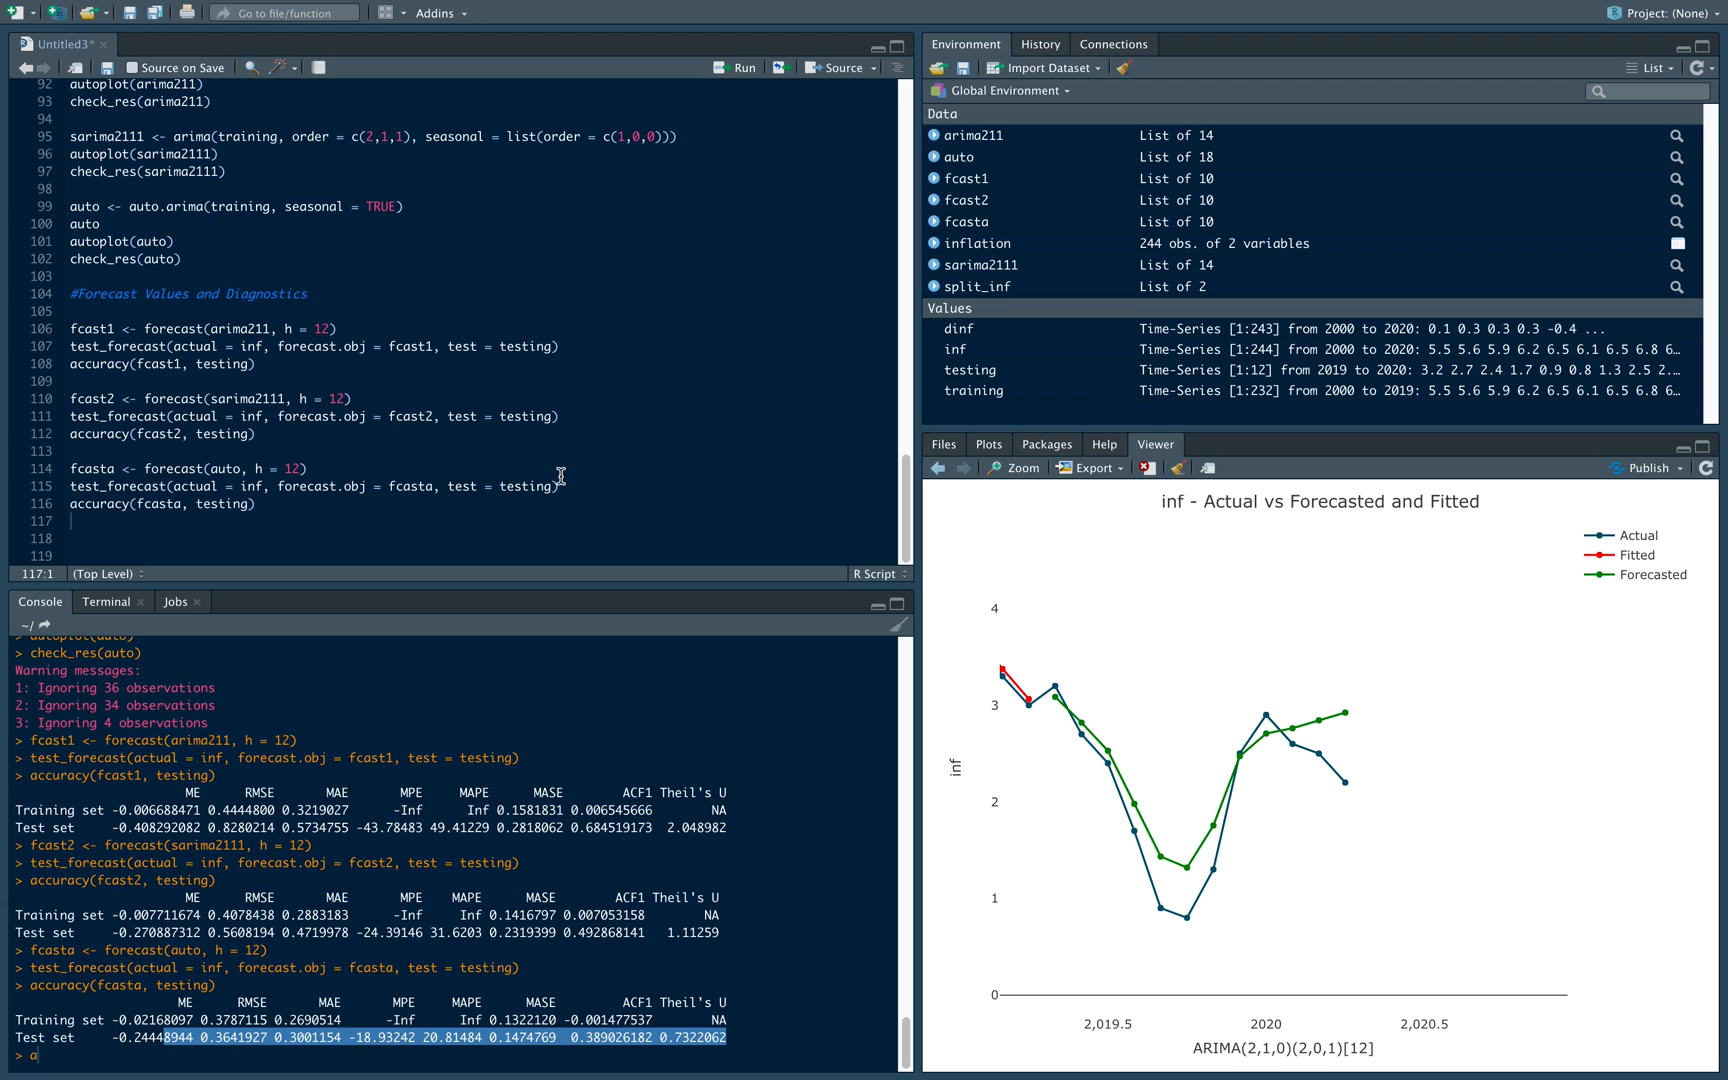 Go to file/function
Addins
Project: (None)
Untitled3*
Source on Save
Run
Source
92 autoplot(arima211)
93 check_res(arima211)
94
95 sarima2111 <- arima(training, order = c(2,1,1), seasonal = list(order = c(1,0,0)))
96 autoplot(sarima2111)
97 check_res(sarima2111)
98
99 auto <- auto.arima(training, seasonal = TRUE)
100 auto
101 autoplot(auto)
102 check_res(auto)
103
104 #Forecast Values and Diagnostics
105
106 fcast1 <- forecast(arima211, h = 12)
107 test_forecast(actual = inf, forecast.obj = fcast1, test = testing)
108 accuracy(fcast1, testing)
109
110 fcast2 <- forecast(sarima2111, h = 12)
111 test_forecast(actual = inf, forecast.obj = fcast2, test = testing)
112 accuracy(fcast2, testing)
113
114 fcasta <- forecast(auto, h = 12)
115 test_forecast(actual = inf, forecast.obj = fcasta, test = testing)
116 accuracy(fcasta, testing)
117
118
119
117:1 (Top Level) R Script
Console Terminal Jobs
~/
> autoplot(auto)
> check_res(auto)
Warning messages:
1: Ignoring 36 observations
2: Ignoring 34 observations
3: Ignoring 4 observations
> fcast1 <- forecast(arima211, h = 12)
> test_forecast(actual = inf, forecast.obj = fcast1, test = testing)
> accuracy(fcast1, testing)
ME RMSE MAE MPE MAPE MASE ACF1 Theil's U
Training set -0.006688471 0.4444800 0.3219027 -Inf Inf 0.1581831 0.006545666 NA
Test set -0.408292082 0.8280214 0.5734755 -43.78483 49.41229 0.2818062 0.684519173 2.048982
> fcast2 <- forecast(sarima2111, h = 12)
> test_forecast(actual = inf, forecast.obj = fcast2, test = testing)
> accuracy(fcast2, testing)
ME RMSE MAE MPE MAPE MASE ACF1 Theil's U
Training set -0.007711674 0.4078438 0.2883183 -Inf Inf 0.1416797 0.007053158 NA
Test set -0.270887312 0.5608194 0.4719978 -24.39146 31.6203 0.2319399 0.492868141 1.11259
> fcasta <- forecast(auto, h = 12)
> test_forecast(actual = inf, forecast.obj = fcasta, test = testing)
> accuracy(fcasta, testing)
ME RMSE MAE MPE MAPE MASE ACF1 Theil's U
Training set -0.02168097 0.3787115 0.2690514 -Inf Inf 0.1322120 -0.001477537 NA
Test set -0.24448944 0.3641927 0.3001154 -18.93242 20.81484 0.1474769 0.389026182 0.7322062
> a
Environment History Connections
Import Dataset
List
Global Environment
Data
arima211 List of 14
auto List of 18
fcast1 List of 10
fcast2 List of 10
fcasta List of 10
inflation 244 obs. of 2 variables
sarima2111 List of 14
split_inf List of 2
Values
dinf Time-Series [1:243] from 2000 to 2020: 0.1 0.3 0.3 0.3 -0.4 ...
inf Time-Series [1:244] from 2000 to 2020: 5.5 5.6 5.9 6.2 6.5 6.1 6.5 6.8 6…
testing Time-Series [1:12] from 2019 to 2020: 3.2 2.7 2.4 1.7 0.9 0.8 1.3 2.5 2.…
training Time-Series [1:232] from 2000 to 2019: 5.5 5.6 5.9 6.2 6.5 6.1 6.5 6.8 6…
Files Plots Packages Help Viewer
Zoom Export Publish
inf - Actual vs Forecasted and Fitted
Actual
Fitted
Forecasted
4
3
inf
2
1
0
2,019.5 2020 2,020.5
ARIMA(2,1,0)(2,0,1)[12]